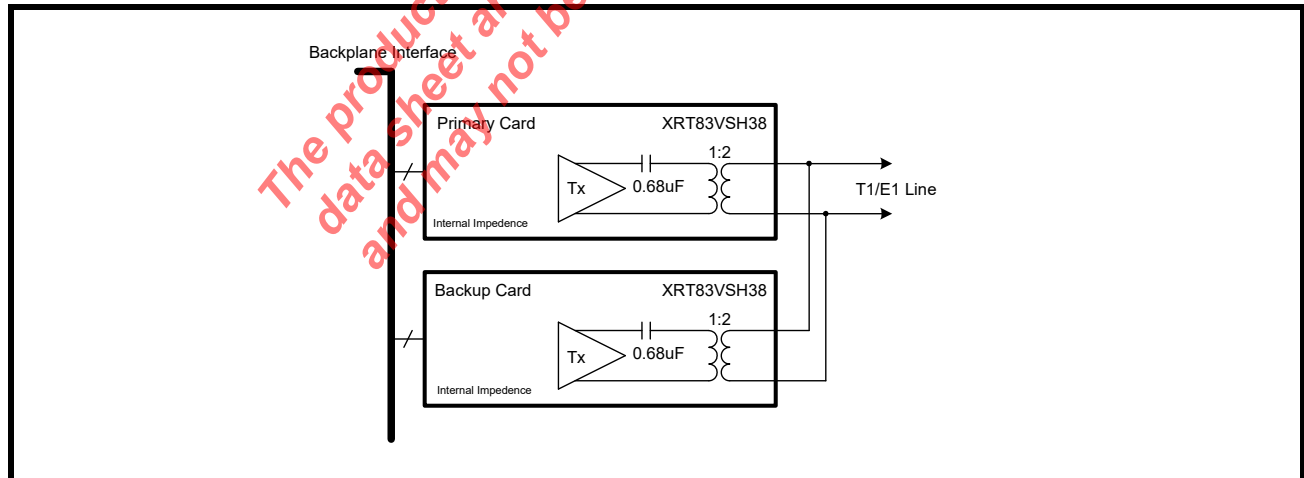 Backplane Interface
The produc
data sheet a
and may not be
Primary Card XRT83VSH38
1:2
Tx
0.68uF
Internal Impedence
T1/E1 Line
Backup Card XRT83VSH38
1:2
Tx
0.68uF
Internal Impedence